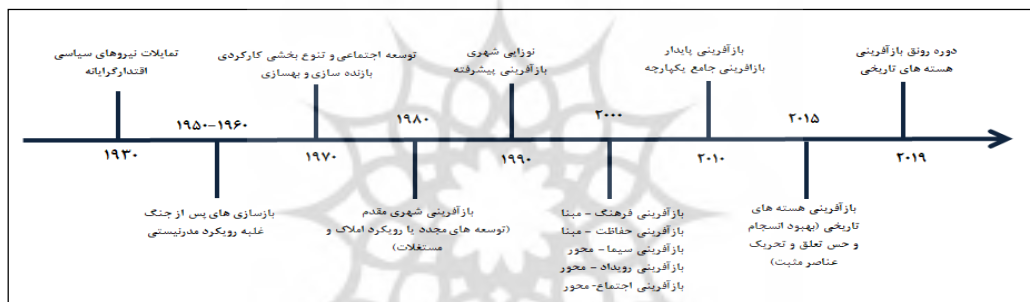 تمایلات نیروهای سیاسی
اقتدارگرایانه
۱۹۳۰
۱۹۵۰-۱۹۶۰
بازسازی های پس از جنگ
غلبه رویکرد مدرنیستی
توسعه اجتماعی و تنوع بخشی کارکردی
بازنده سازی و بهسازی
۱۹۷۰
۱۹۸۰
بازآفرینی شهری مقدم
(توسعه های مجدد با رویکرد املاک و
مستغلات)
نوزایی شهری
بازآفرینی پیشرفته
۱۹۹۰
۲۰۰۰
بازآفرینی فرهنگ - مبنا
بازآفرینی حفاظت - مبنا
بازآفرینی سیما - محور
بازآفرینی رویداد - محور
بازآفرینی اجتماع- محور
بازآفرینی پایدار
بازافرینی جامع یکپارچه
۲۰۱۰
۲۰۱۵
بازآفرینی هسته های
تاریخی (بهبود انسجام
و حس تعلق و تحریک
عناصر مثبت)
دوره رونق بازآفرینی
هسته های تاریخی
۲۰۱۹